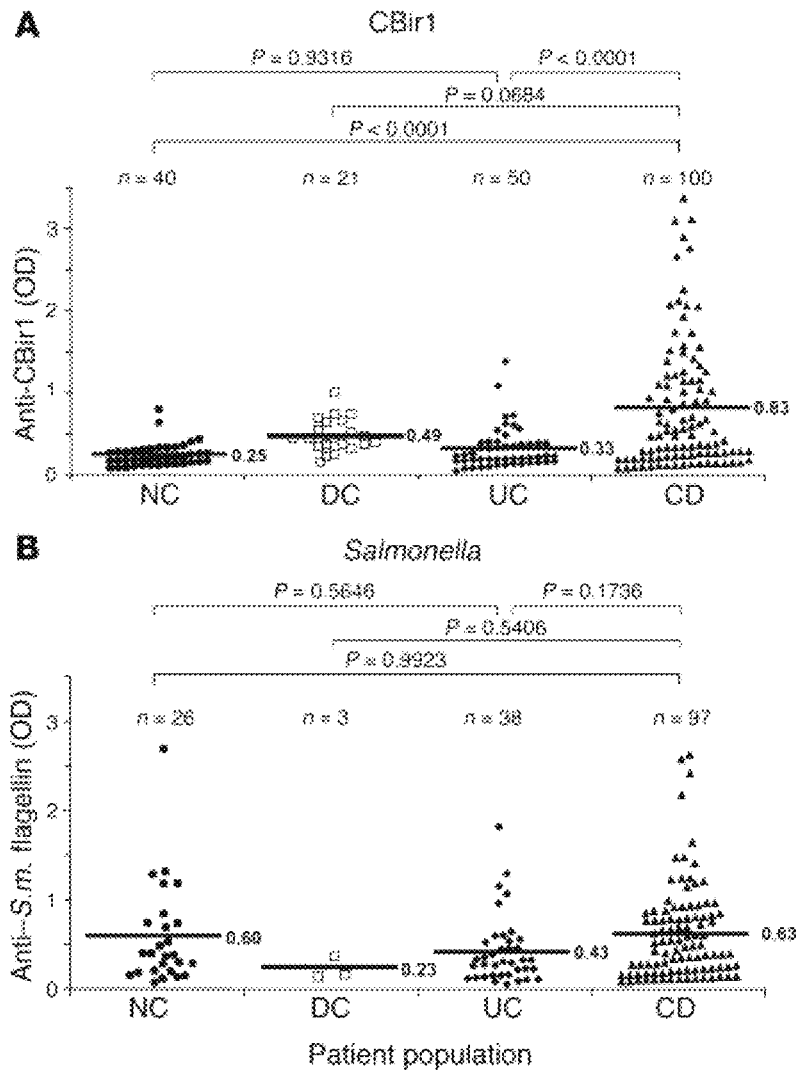 A
CBir1
P = 0.9316
P < 0.0001
P = 0.0684
P < 0.0001
n = 40
n = 21
n = 50
n = 100
Anti-CBir1 (OD)
3
2
1
0
0.25
0.49
0.33
0.83
NC
DC
UC
CD
B
Salmonella
P = 0.5646
P = 0.1736
P = 0.5406
P = 0.9923
n = 26
n = 3
n = 38
n = 97
Anti–S.m. flagellin (OD)
3
2
1
0
0.60
0.23
0.43
0.63
NC
DC
UC
CD
Patient population